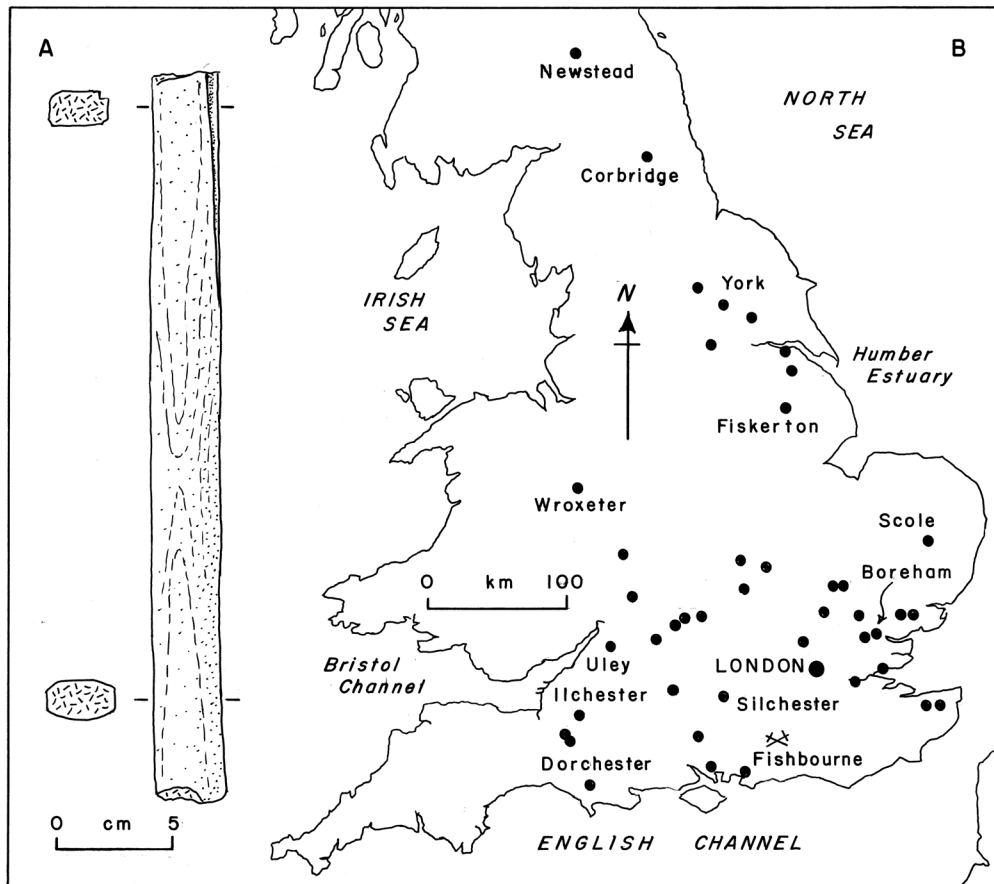 A
B
Newstead
NORTH
SEA
Corbridge
York
IRISH
SEA
N
Humber
Estuary
Fiskerton
Wroxeter
Scole
0 km 100
Boreham
Bristol
Channel
Uley
LONDON
Ilchester
Silchester
Dorchester
Fishbourne
0 cm 5
ENGLISH CHANNEL